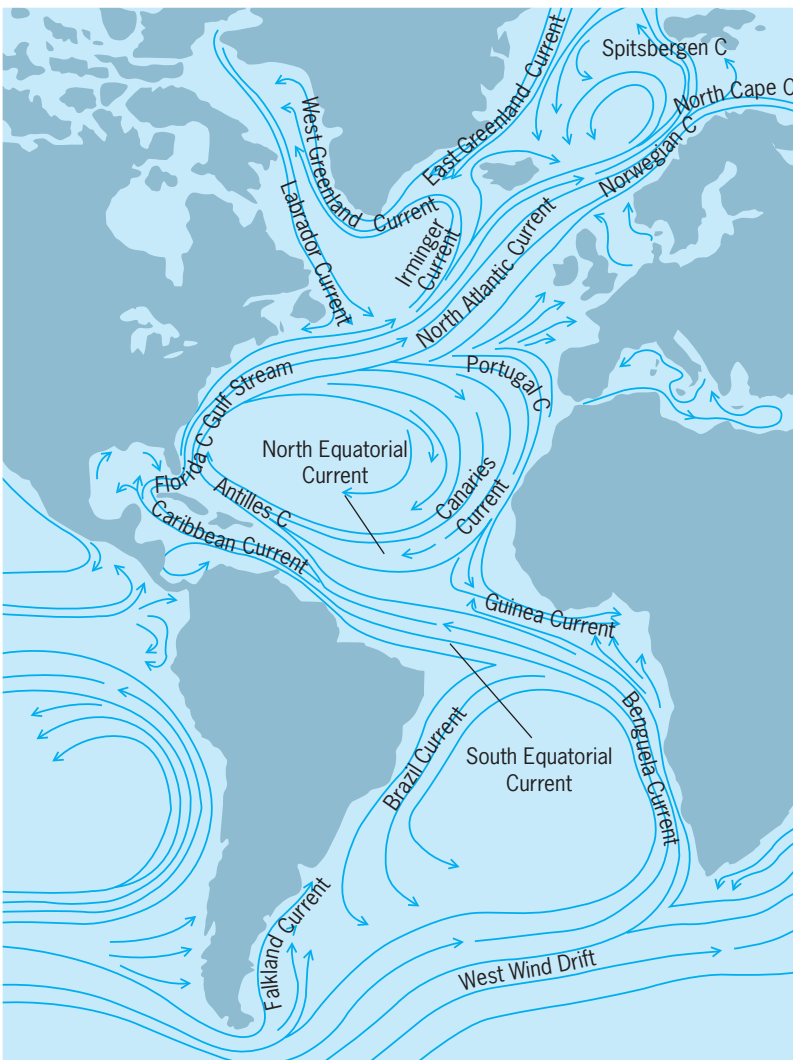 Spitsbergen C
North Cape C
East Greenland Current
West Greenland Current
Norwegian C
Labrador Current
Irminger
Current
North Atlantic Current
Portugal C
Gulf Stream
Florida C
North Equatorial
Current
Canaries
Current
Antilles C
Caribbean Current
Guinea Current
Benguela Current
Brazil Current
South Equatorial
Current
Falkland Current
West Wind Drift